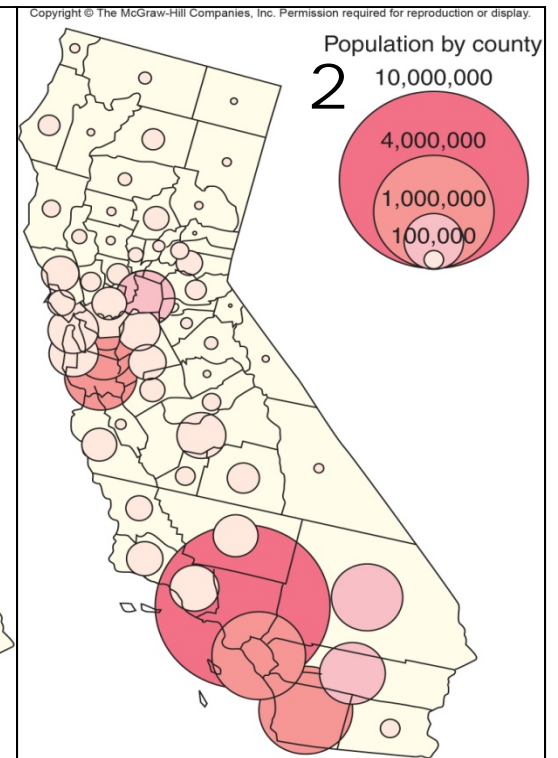 Copyright © The McGraw-Hill Companies, Inc. Permission required for reproduction or display.
Population by county
2
10,000,000
4,000,000
1,000,000
100,000